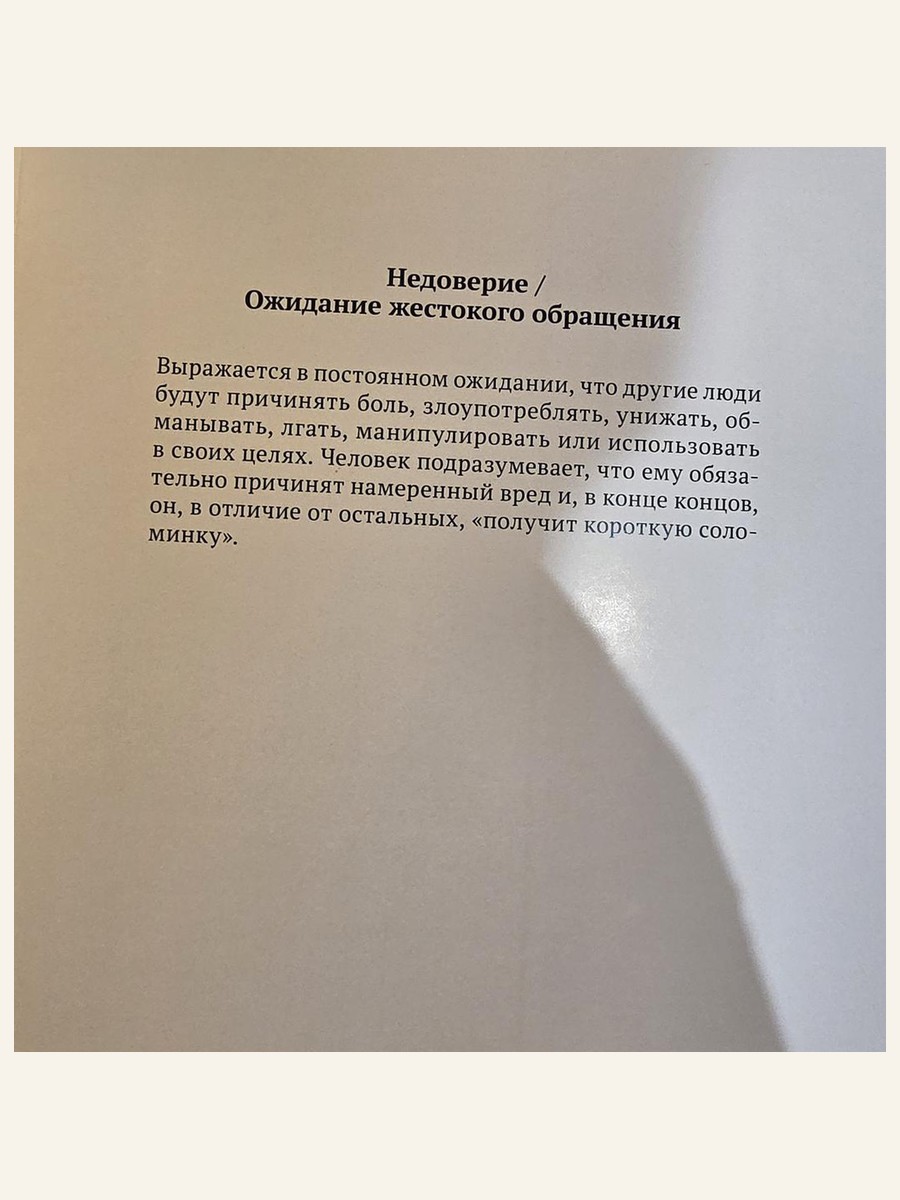 Недоверие /
Ожидание жестокого обращения
Выражается в постоянном ожидании, что другие люди
будут причинять боль, злоупотреблять, унижать, об-
манывать, лгать, манипулировать или использовать
в своих целях. Человек подразумевает, что ему обяза-
тельно причинят намеренный вред и, в конце концов,
он, в отличие от остальных, «получит короткую соло-
минку».